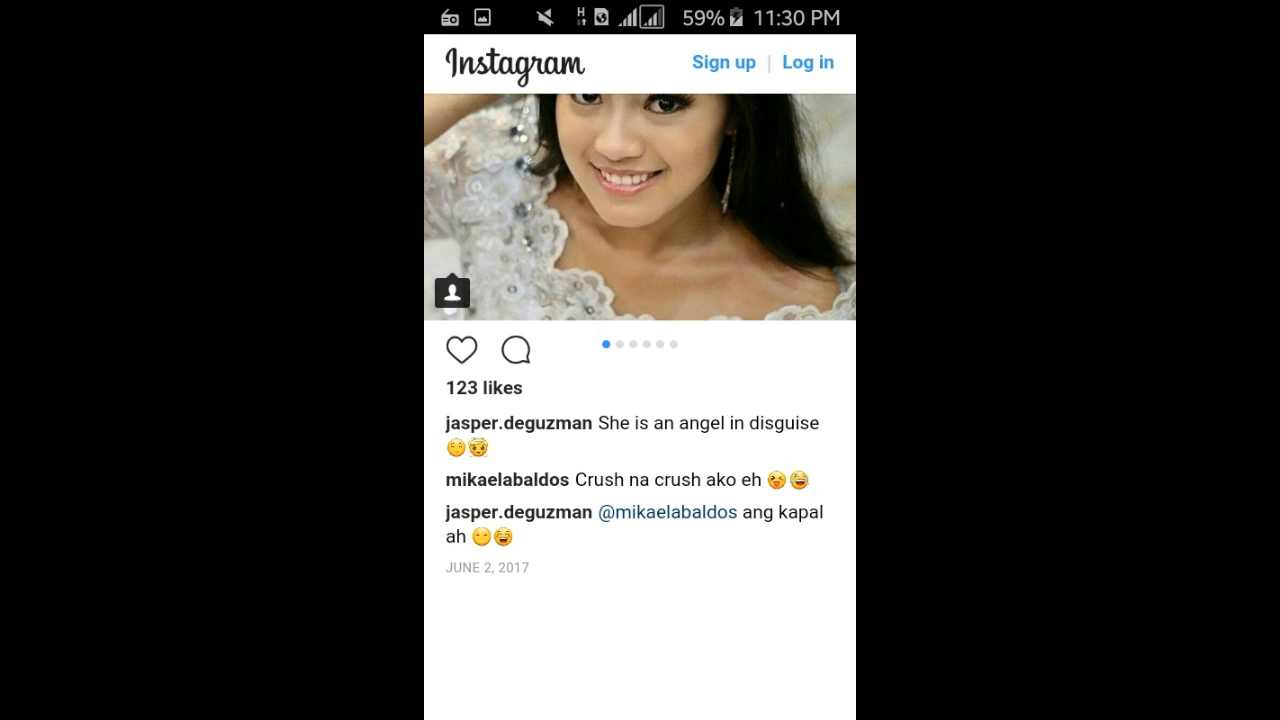 H 59% 11:30 PM
Instagram Sign up | Log in
123 likes
jasper.deguzman She is an angel in disguise
😊😇
mikaelabaldos Crush na crush ako eh 😜😂
jasper.deguzman @mikaelabaldos ang kapal
ah 😊😅
JUNE 2, 2017